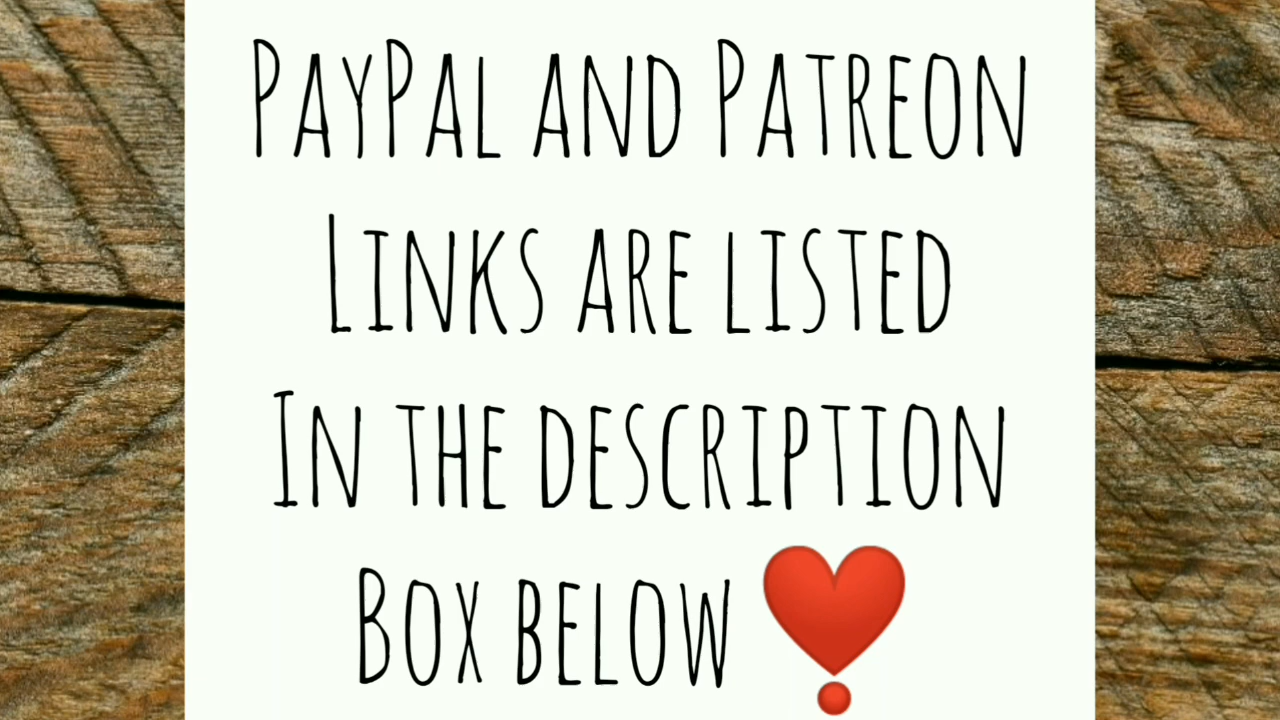 PayPal and Patreon
Links are listed
In the description
Box below ❣